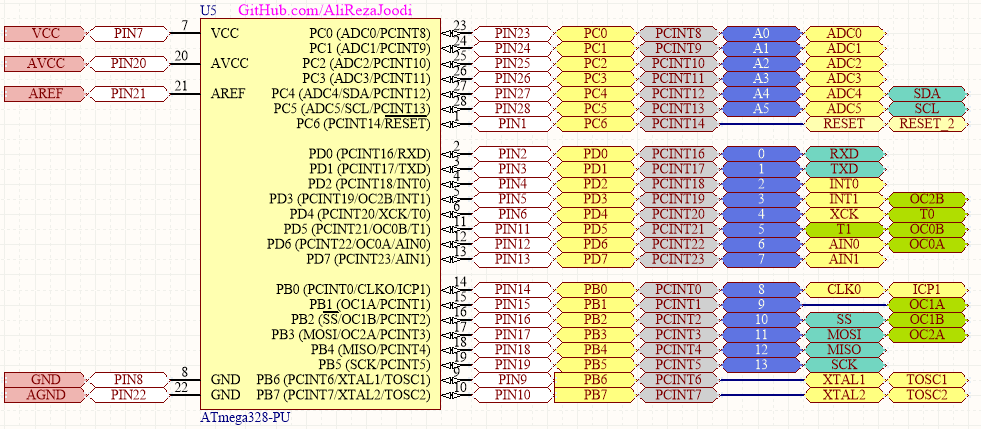 U5 GitHub.com/AliRezaJoodi
VCC PIN7 7 VCC PC0 (ADC0/PCINT8) 23 PIN23 PC0 PCINT8 A0 ADC0
PC1 (ADC1/PCINT9) 24 PIN24 PC1 PCINT9 A1 ADC1
AVCC PIN20 20 AVCC PC2 (ADC2/PCINT10) 25 PIN25 PC2 PCINT10 A2 ADC2
PC3 (ADC3/PCINT11) 26 PIN26 PC3 PCINT11 A3 ADC3
AREF PIN21 21 AREF PC4 (ADC4/SDA/PCINT12) 27 PIN27 PC4 PCINT12 A4 ADC4 SDA
PC5 (ADC5/SCL/PCINT13) 28 PIN28 PC5 PCINT13 A5 ADC5 SCL
PC6 (PCINT14/RESET) 1 PIN1 PC6 PCINT14 RESET RESET_2
PD0 (PCINT16/RXD) 2 PIN2 PD0 PCINT16 0 RXD
PD1 (PCINT17/TXD) 3 PIN3 PD1 PCINT17 1 TXD
PD2 (PCINT18/INT0) 4 PIN4 PD2 PCINT18 2 INT0
PD3 (PCINT19/OC2B/INT1) 5 PIN5 PD3 PCINT19 3 INT1 OC2B
PD4 (PCINT20/XCK/T0) 6 PIN6 PD4 PCINT20 4 XCK T0
PD5 (PCINT21/OC0B/T1) 11 PIN11 PD5 PCINT21 5 T1 OC0B
PD6 (PCINT22/OC0A/AIN0) 12 PIN12 PD6 PCINT22 6 AIN0 OC0A
PD7 (PCINT23/AIN1) 13 PIN13 PD7 PCINT23 7 AIN1
PB0 (PCINT0/CLKO/ICP1) 14 PIN14 PB0 PCINT0 8 CLK0 ICP1
PB1 (OC1A/PCINT1) 15 PIN15 PB1 PCINT1 9 OC1A
PB2 (SS/OC1B/PCINT2) 16 PIN16 PB2 PCINT2 10 SS OC1B
PB3 (MOSI/OC2A/PCINT3) 17 PIN17 PB3 PCINT3 11 MOSI OC2A
PB4 (MISO/PCINT4) 18 PIN18 PB4 PCINT4 12 MISO
PB5 (SCK/PCINT5) 19 PIN19 PB5 PCINT5 13 SCK
GND PIN8 8 GND PB6 (PCINT6/XTAL1/TOSC1) 9 PIN9 PB6 PCINT6 XTAL1 TOSC1
AGND PIN22 22 GND PB7 (PCINT7/XTAL2/TOSC2) 10 PIN10 PB7 PCINT7 XTAL2 TOSC2
ATmega328-PU